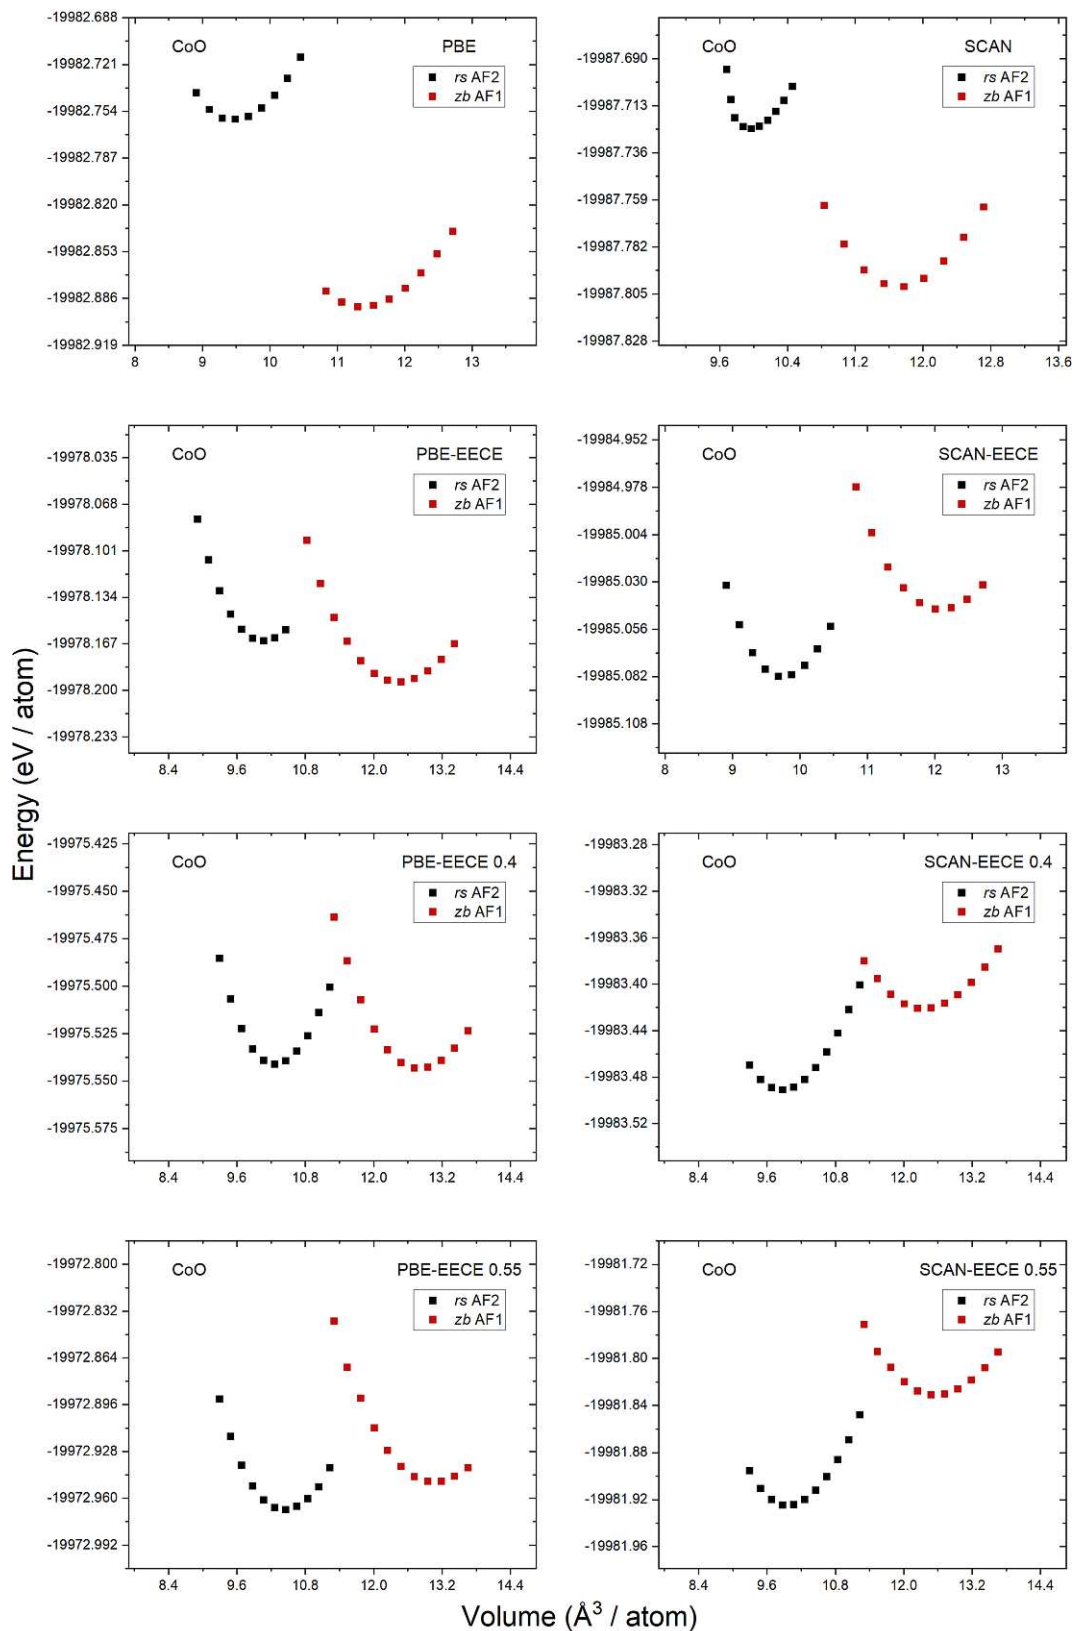 CoO PBE
rs AF2
zb AF1
-19982.688
-19982.721
-19982.754
-19982.787
-19982.820
-19982.853
-19982.886
-19982.919
8 9 10 11 12 13
CoO SCAN
rs AF2
zb AF1
-19987.690
-19987.713
-19987.736
-19987.759
-19987.782
-19987.805
-19987.828
9.6 10.4 11.2 12.0 12.8 13.6
CoO PBE-EECE
rs AF2
zb AF1
-19978.035
-19978.068
-19978.101
-19978.134
-19978.167
-19978.200
-19978.233
8.4 9.6 10.8 12.0 13.2 14.4
CoO SCAN-EECE
rs AF2
zb AF1
-19984.952
-19984.978
-19985.004
-19985.030
-19985.056
-19985.082
-19985.108
8 9 10 11 12 13
Energy (eV / atom)
CoO PBE-EECE 0.4
rs AF2
zb AF1
-19975.425
-19975.450
-19975.475
-19975.500
-19975.525
-19975.550
-19975.575
8.4 9.6 10.8 12.0 13.2 14.4
CoO SCAN-EECE 0.4
rs AF2
zb AF1
-19983.28
-19983.32
-19983.36
-19983.40
-19983.44
-19983.48
-19983.52
8.4 9.6 10.8 12.0 13.2 14.4
CoO PBE-EECE 0.55
rs AF2
zb AF1
-19972.800
-19972.832
-19972.864
-19972.896
-19972.928
-19972.960
-19972.992
8.4 9.6 10.8 12.0 13.2 14.4
CoO SCAN-EECE 0.55
rs AF2
zb AF1
-19981.72
-19981.76
-19981.80
-19981.84
-19981.88
-19981.92
-19981.96
8.4 9.6 10.8 12.0 13.2 14.4
Volume (Å³ / atom)